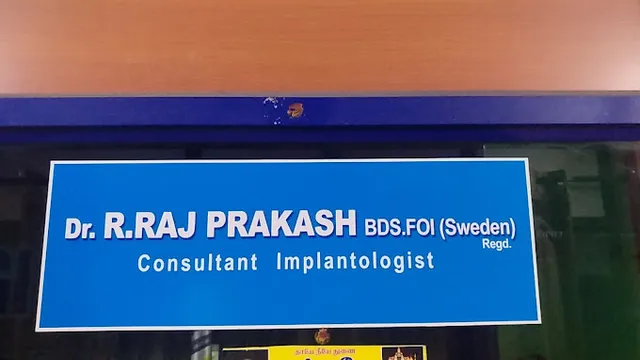 Dr. R.RAJ PRAKASH BDS.FOI (Sweden)
Regd.
Consultant Implantologist
தாயே நீயே துணை